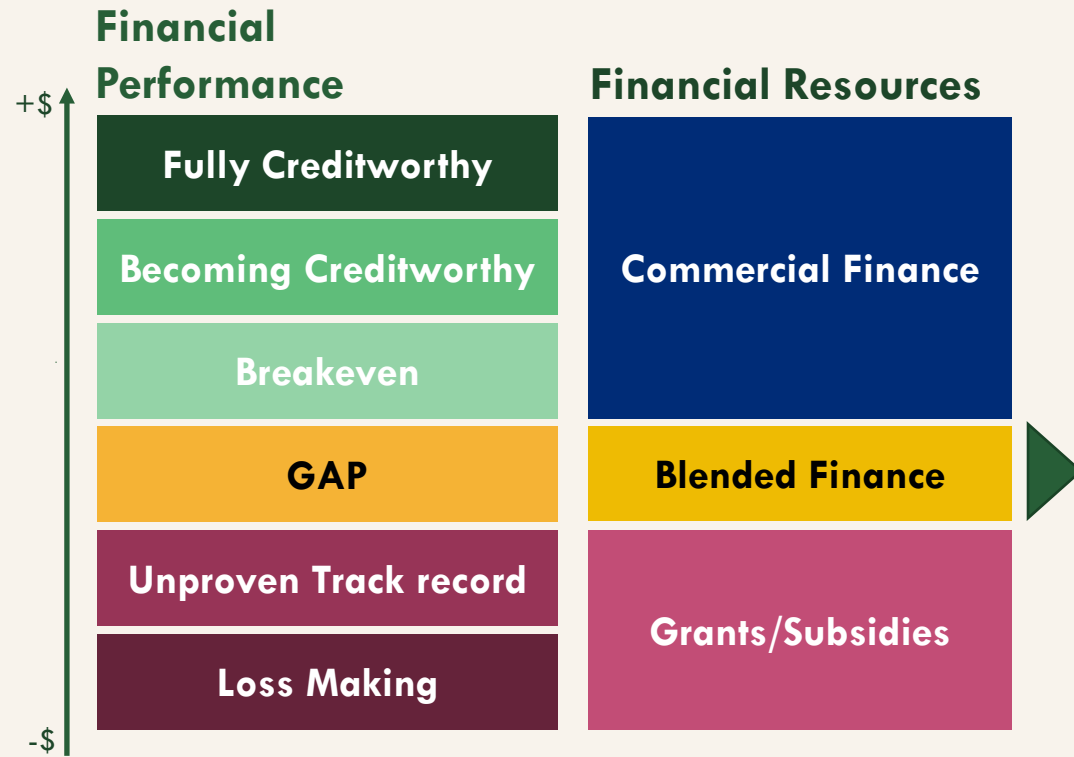 Financial
Performance
Financial Resources
+$
Fully Creditworthy
Becoming Creditworthy
Breakeven
GAP
Unproven Track record
Loss Making
-$
Commercial Finance
Blended Finance
Grants/Subsidies